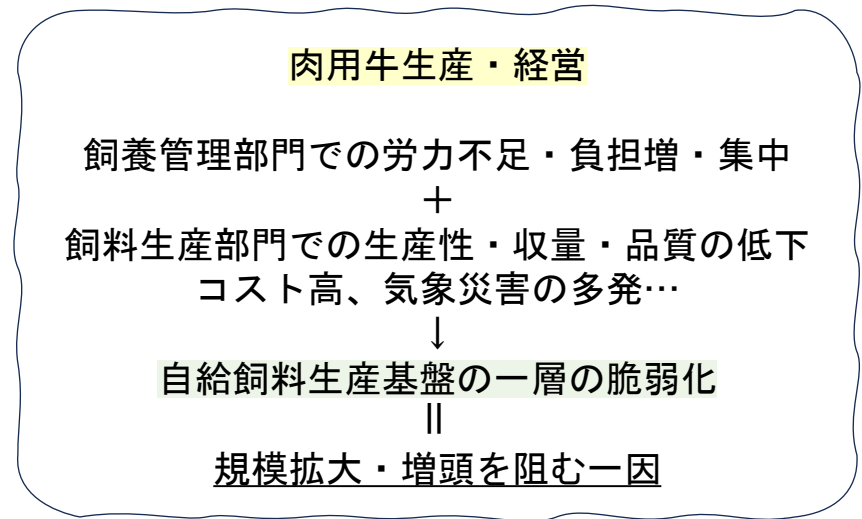 肉用牛生産・経営
飼養管理部門での労力不足・負担増・集中
＋
飼料生産部門での生産性・収量・品質の低下
コスト高、気象災害の多発…
↓
自給飼料生産基盤の一層の脆弱化
||
規模拡大・増頭を阻む一因